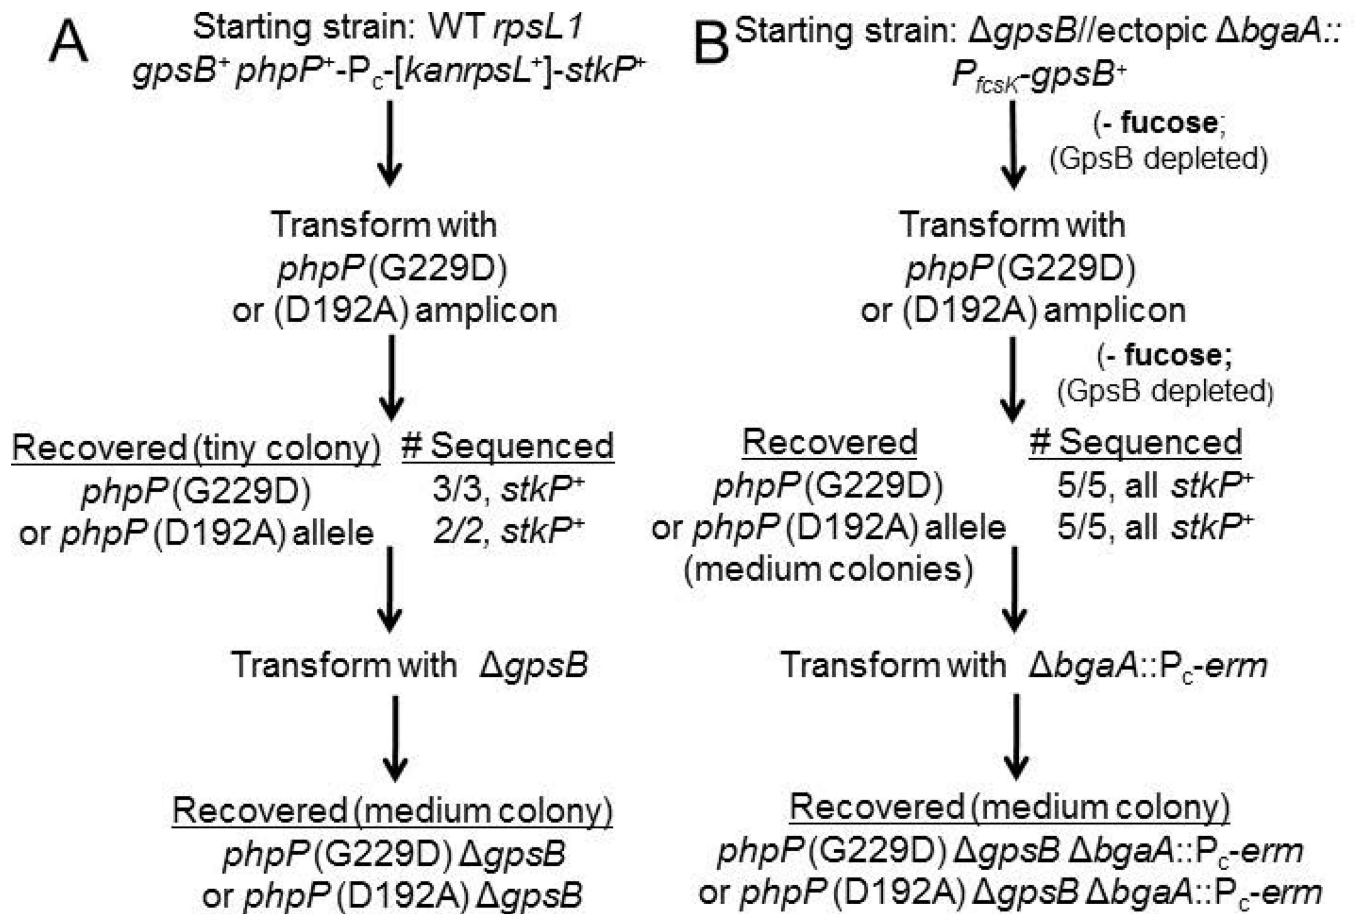 A
Starting strain: WT rpsL1
gpsB⁺ phpP⁺-Pc-[kanrpsL⁺]-stkP⁺
Transform with
phpP (G229D)
or (D192A) amplicon
Recovered (tiny colony) # Sequenced
phpP (G229D) 3/3, stkP⁺
or phpP (D192A) allele 2/2, stkP⁺
Transform with ΔgpsB
Recovered (medium colony)
phpP (G229D) ΔgpsB
or phpP (D192A) ΔgpsB
B
Starting strain: ΔgpsB//ectopic ΔbgaA::
PfcsK-gpsB⁺
(- fucose;
(GpsB depleted)
Transform with
phpP (G229D)
or (D192A) amplicon
(- fucose;
(GpsB depleted)
Recovered # Sequenced
phpP (G229D) 5/5, all stkP⁺
or phpP (D192A) allele 5/5, all stkP⁺
(medium colonies)
Transform with ΔbgaA::Pc-erm
Recovered (medium colony)
phpP (G229D) ΔgpsB ΔbgaA::Pc-erm
or phpP (D192A) ΔgpsB ΔbgaA::Pc-erm